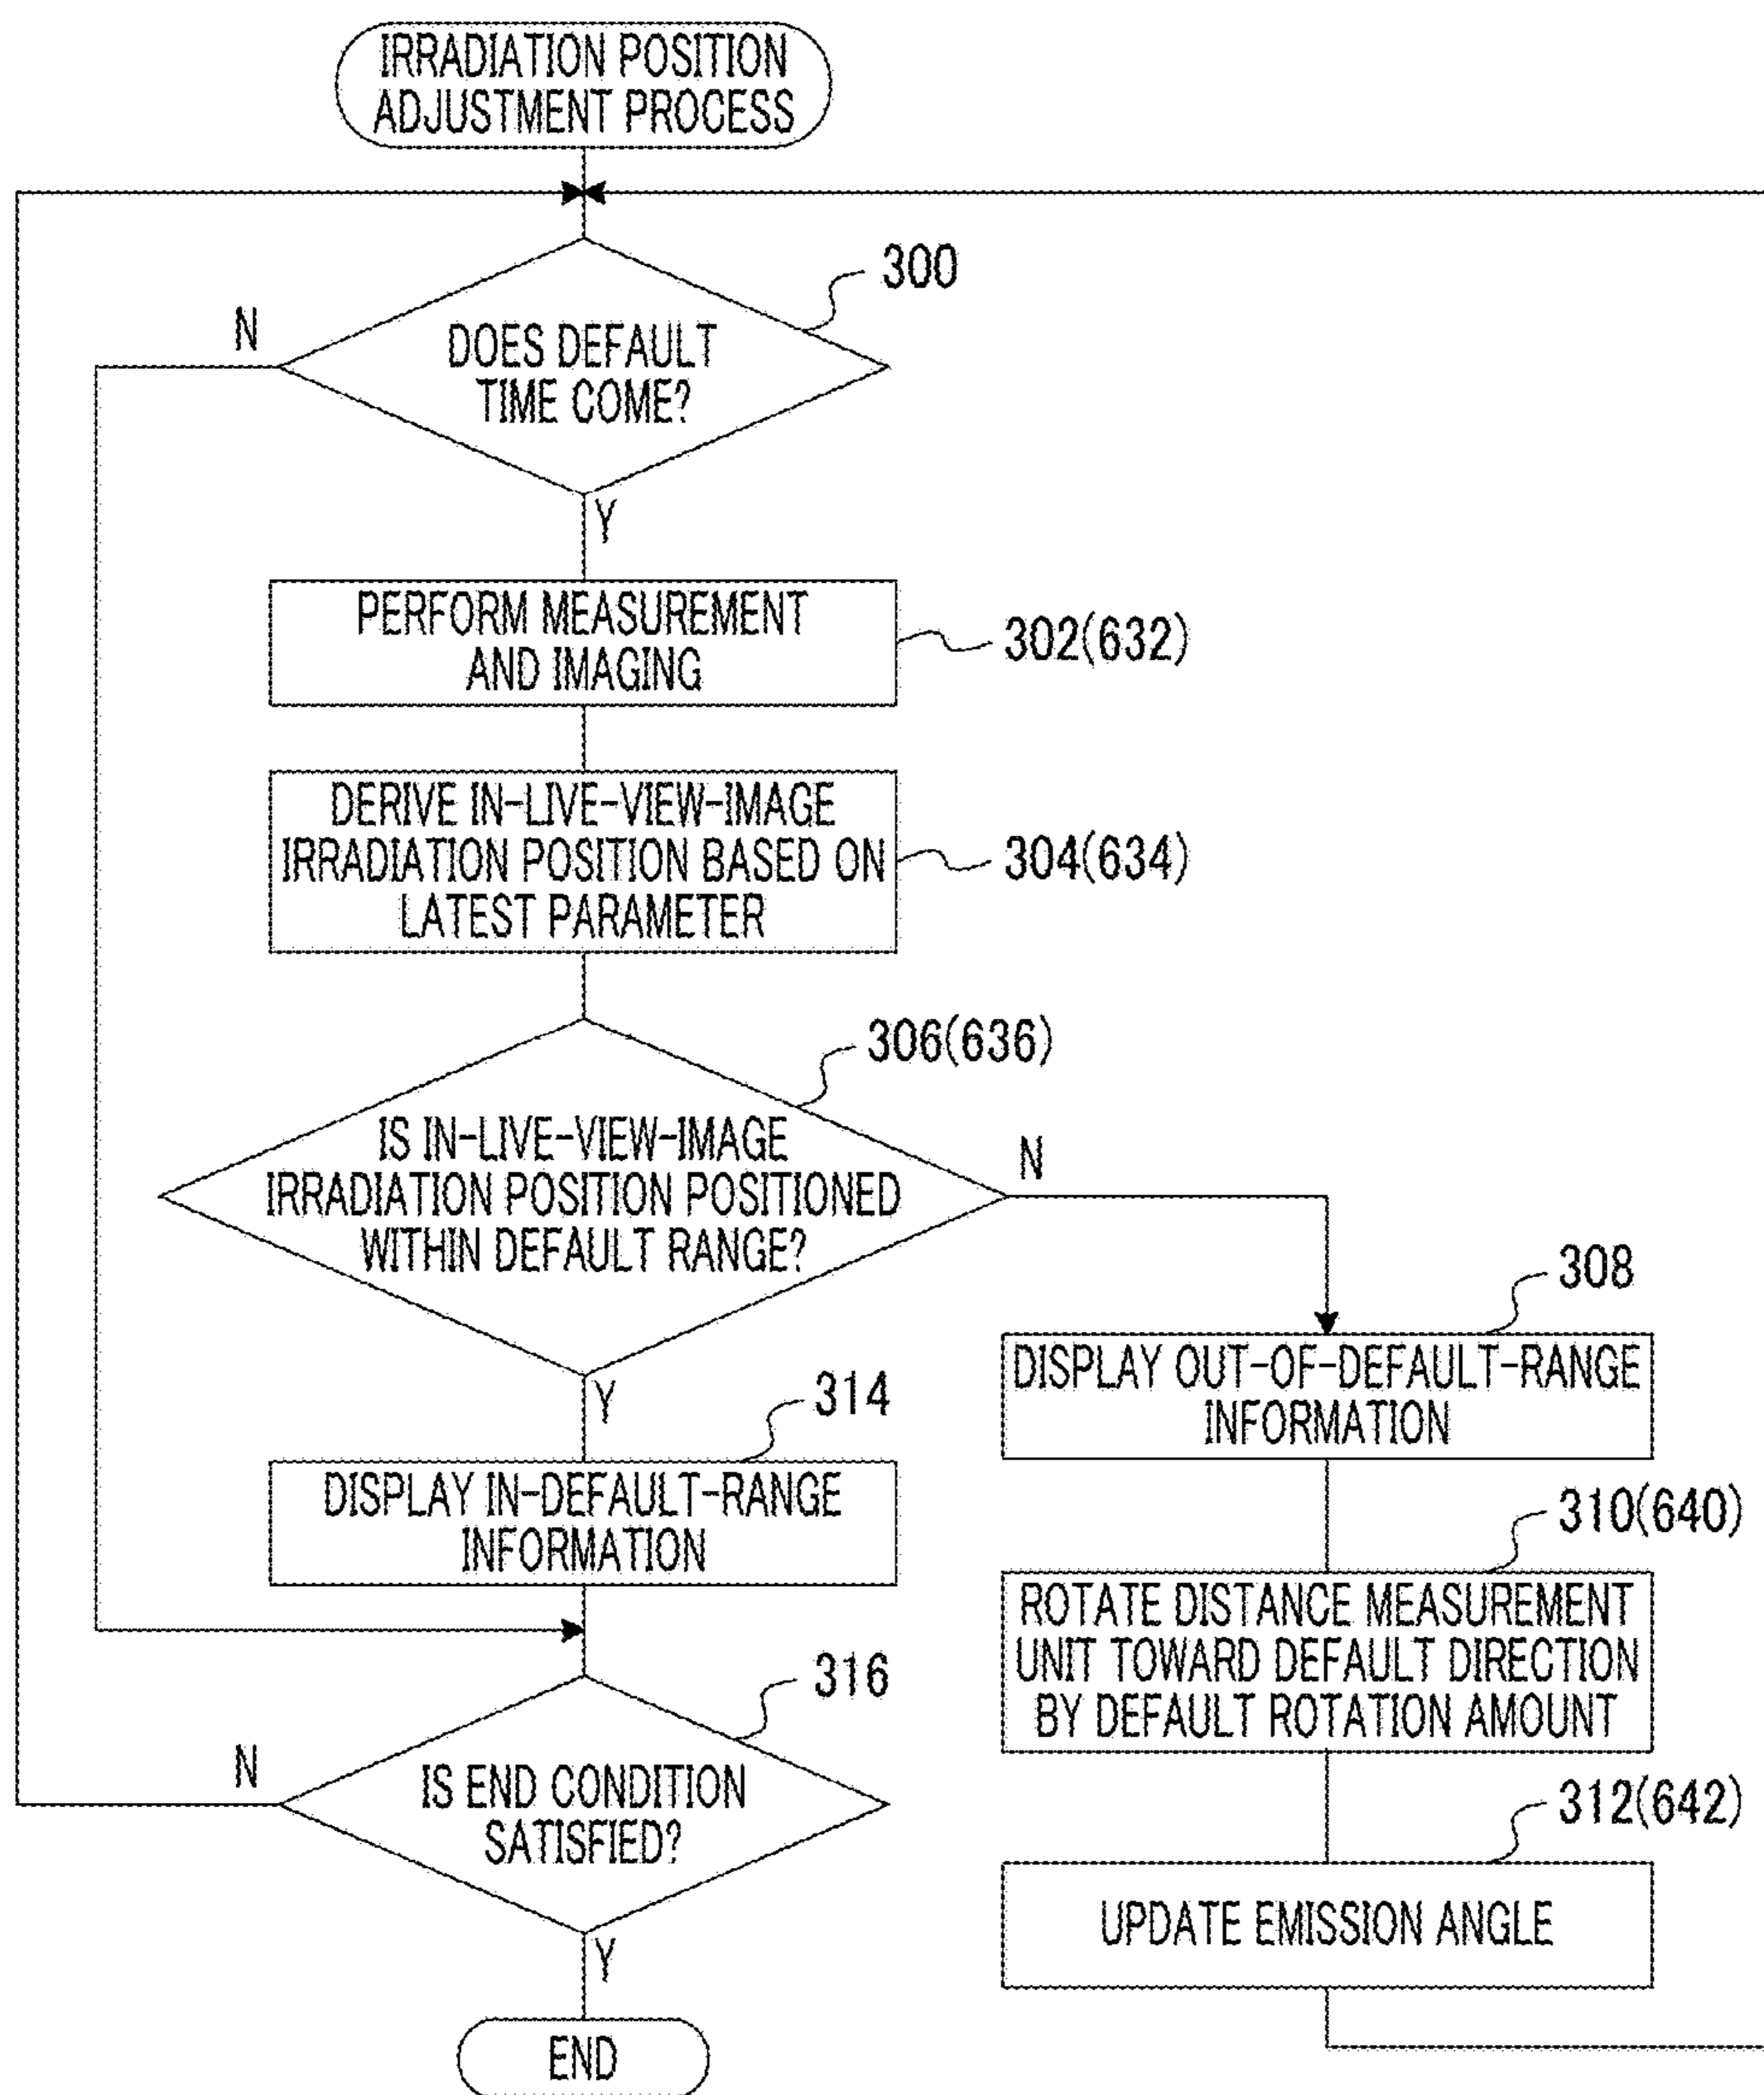 IRRADIATION POSITION
ADJUSTMENT PROCESS
300
N
DOES DEFAULT
TIME COME?
Y
PERFORM MEASUREMENT
AND IMAGING
302(632)
DERIVE IN-LIVE-VIEW-IMAGE
IRRADIATION POSITION BASED ON
LATEST PARAMETER
304(634)
306(636)
IS IN-LIVE-VIEW-IMAGE
IRRADIATION POSITION POSITIONED
WITHIN DEFAULT RANGE?
N
Y
308
DISPLAY OUT-OF-DEFAULT-RANGE
INFORMATION
314
DISPLAY IN-DEFAULT-RANGE
INFORMATION
310(640)
ROTATE DISTANCE MEASUREMENT
UNIT TOWARD DEFAULT DIRECTION
BY DEFAULT ROTATION AMOUNT
316
N
IS END CONDITION
SATISFIED?
Y
312(642)
UPDATE EMISSION ANGLE
END